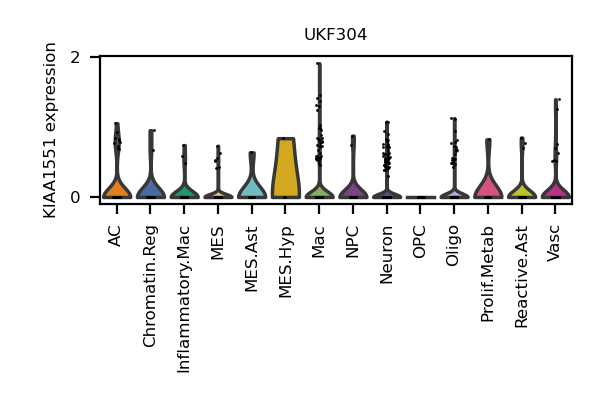 UKF304
KIAA1551 expression
2
0
AC
Chromatin.Reg
Inflammatory.Mac
MES
MES.Ast
MES.Hyp
Mac
NPC
Neuron
OPC
Oligo
Prolif.Metab
Reactive.Ast
Vasc